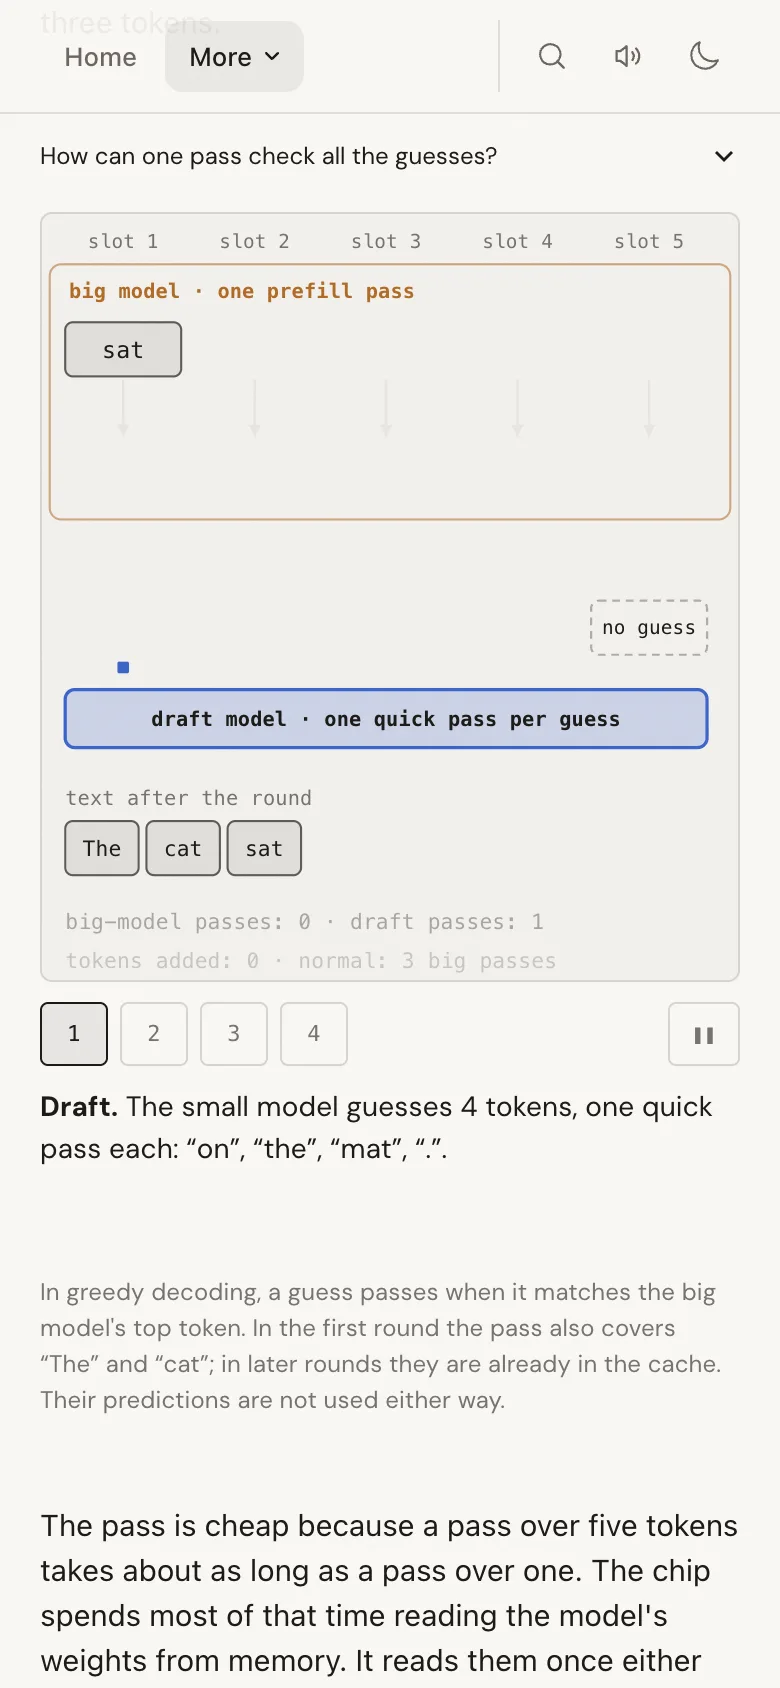 three tokens.
Home More
How can one pass check all the guesses?
slot 1 slot 2 slot 3 slot 4 slot 5
big model · one prefill pass
sat
no guess
draft model · one quick pass per guess
text after the round
The cat sat
big-model passes: 0 · draft passes: 1
tokens added: 0 · normal: 3 big passes
1 2 3 4
Draft. The small model guesses 4 tokens, one quick
pass each: “on”, “the”, “mat”, “.”.
In greedy decoding, a guess passes when it matches the big
model's top token. In the first round the pass also covers
“The” and “cat”; in later rounds they are already in the cache.
Their predictions are not used either way.
The pass is cheap because a pass over five tokens
takes about as long as a pass over one. The chip
spends most of that time reading the model's
weights from memory. It reads them once either